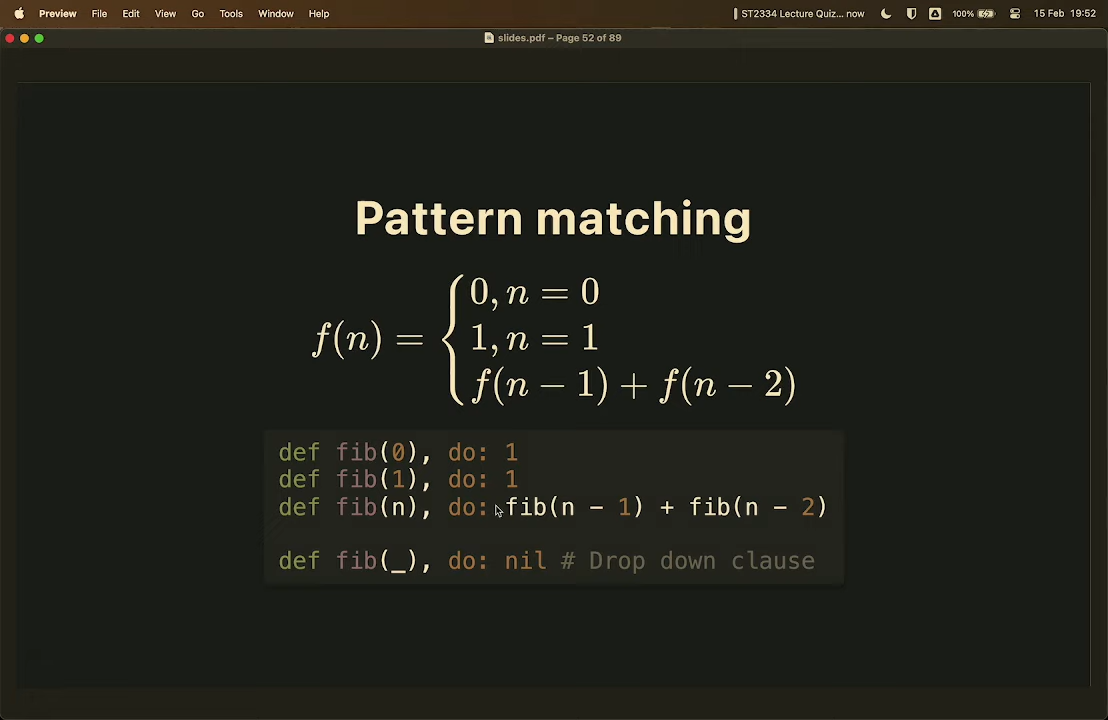 Preview File Edit View Go Tools Window Help ST2334 Lecture Quiz... now 100% 15 Feb 19:52
slides.pdf – Page 52 of 89
Pattern matching
f(n) = { 0, n = 0
1, n = 1
f(n − 1) + f(n − 2)
def fib(0), do: 1
def fib(1), do: 1
def fib(n), do: fib(n - 1) + fib(n - 2)
def fib(_), do: nil # Drop down clause